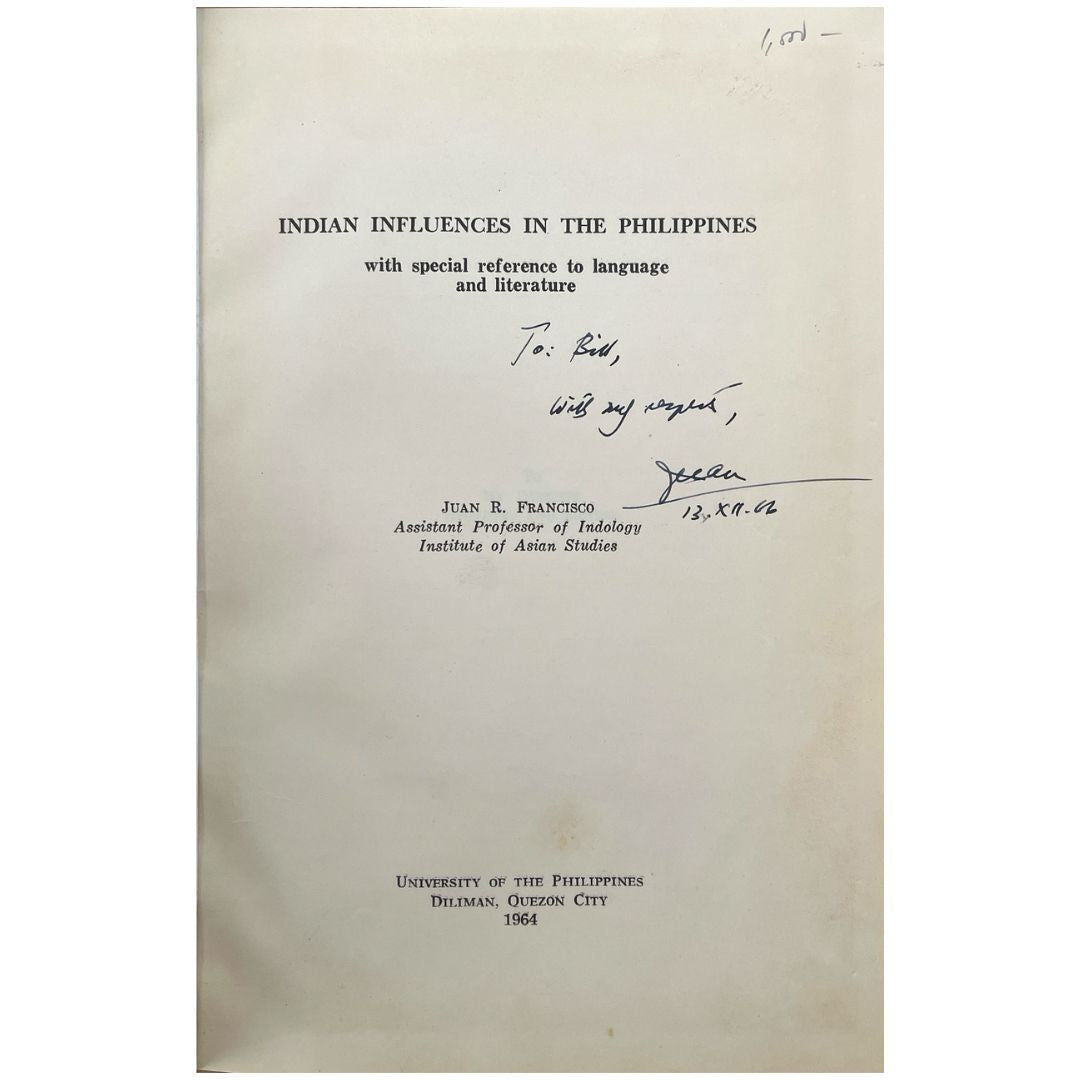 1,000 –
INDIAN INFLUENCES IN THE PHILIPPINES
with special reference to language
and literature
To: Bill,
With my respects,
Juan
13.XII.66
JUAN R. FRANCISCO
Assistant Professor of Indology
Institute of Asian Studies
UNIVERSITY OF THE PHILIPPINES
DILIMAN, QUEZON CITY
1964